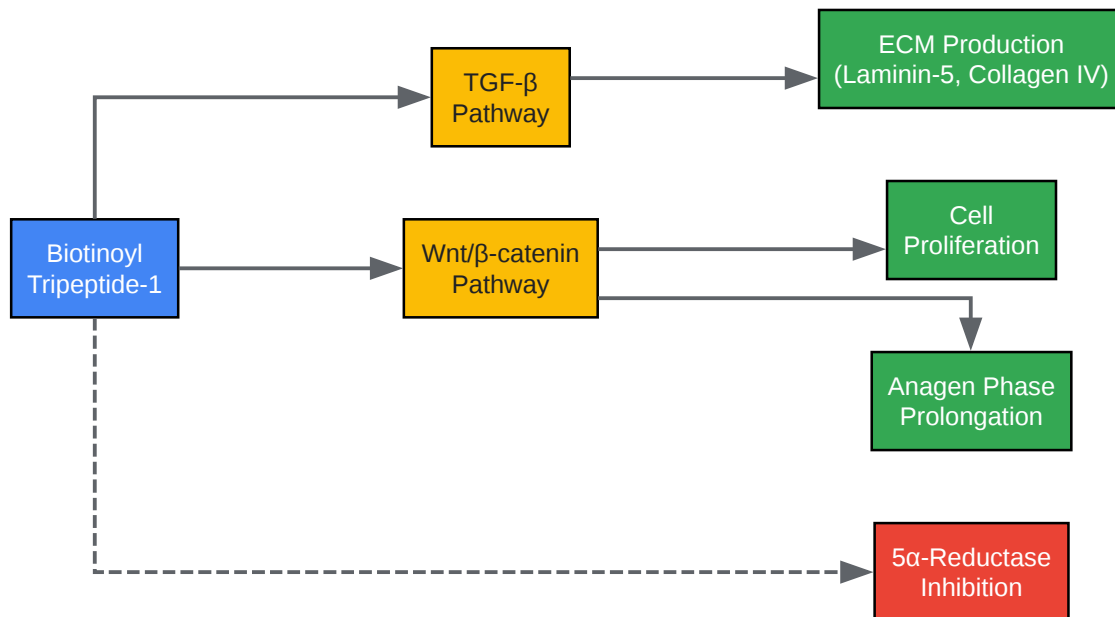 ECM Production
(Laminin-5, Collagen IV)
TGF-β
Pathway
Cell
Proliferation
Biotinoyl
Tripeptide-1
Wnt/β-catenin
Pathway
Anagen Phase
Prolongation
5α-Reductase
Inhibition